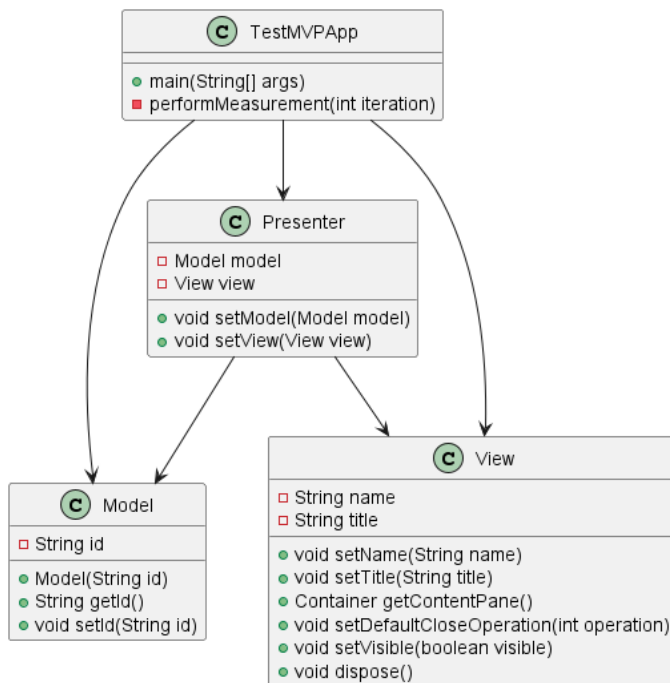 C TestMVPApp
main(String[] args)
performMeasurement(int iteration)
C Presenter
Model model
View view
void setModel(Model model)
void setView(View view)
C Model
String id
Model(String id)
String getId()
void setId(String id)
C View
String name
String title
void setName(String name)
void setTitle(String title)
Container getContentPane()
void setDefaultCloseOperation(int operation)
void setVisible(boolean visible)
void dispose()